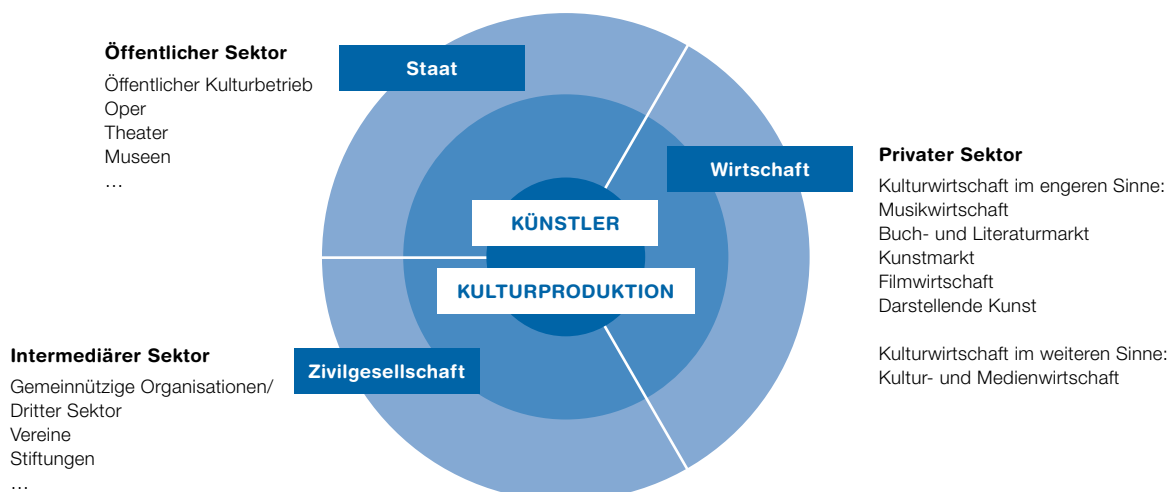 Öffentlicher Sektor
Öffentlicher Kulturbetrieb
Oper
Theater
Museen
…
Staat
Wirtschaft
Privater Sektor
Kulturwirtschaft im engeren Sinne:
Musikwirtschaft
Buch- und Literaturmarkt
Kunstmarkt
Filmwirtschaft
Darstellende Kunst
Kulturwirtschaft im weiteren Sinne:
Kultur- und Medienwirtschaft
KÜNSTLER
KULTURPRODUKTION
Intermediärer Sektor
Gemeinnützige Organisationen/
Dritter Sektor
Vereine
Stiftungen
…
Zivilgesellschaft